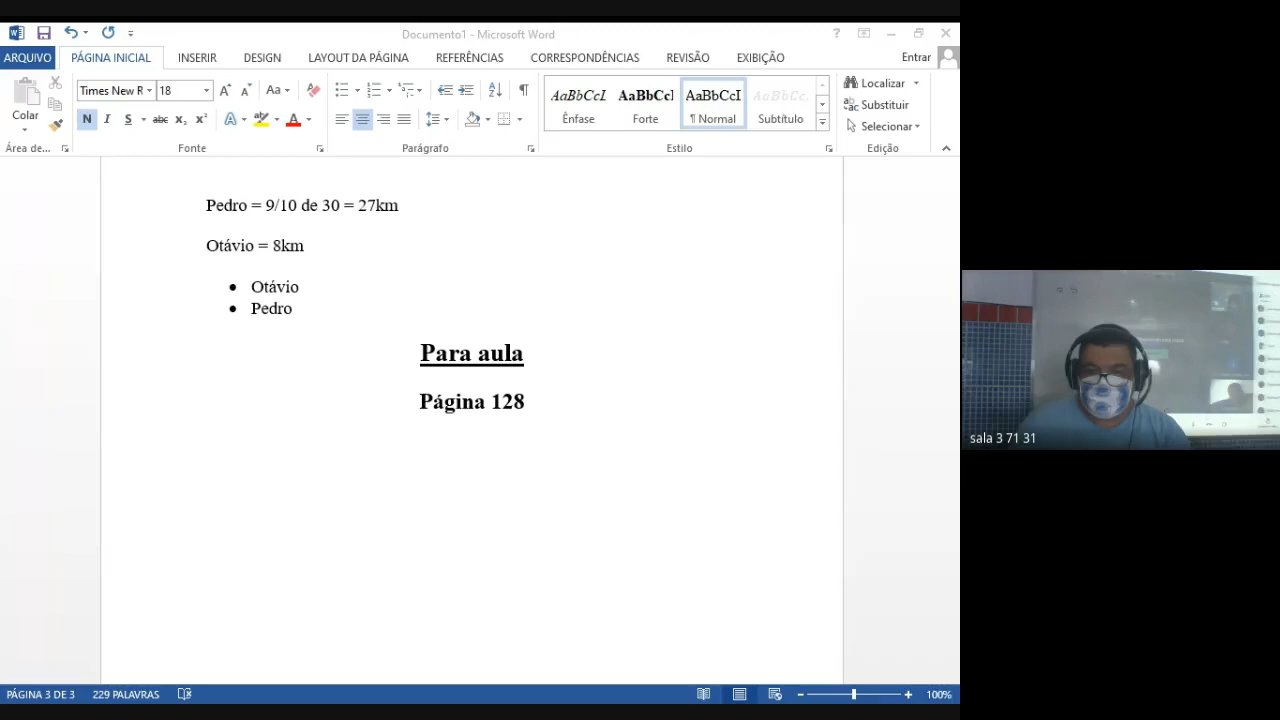 Documento1 - Microsoft Word
ARQUIVO PÁGINA INICIAL INSERIR DESIGN LAYOUT DA PÁGINA REFERÊNCIAS CORRESPONDÊNCIAS REVISÃO EXIBIÇÃO Entrar
Colar
Times New R 18
N I S abc x₂ x² A A
AaBbCcI AaBbCcI AaBbCcI AaBbCc.
Ênfase Forte ¶ Normal Subtítulo
Localizar
Substituir
Selecionar
Área de... Fonte Parágrafo Estilo Edição
Pedro = 9/10 de 30 = 27km
Otávio = 8km
• Otávio
• Pedro
Para aula
Página 128
sala 3 71 31
PÁGINA 3 DE 3 229 PALAVRAS 100%